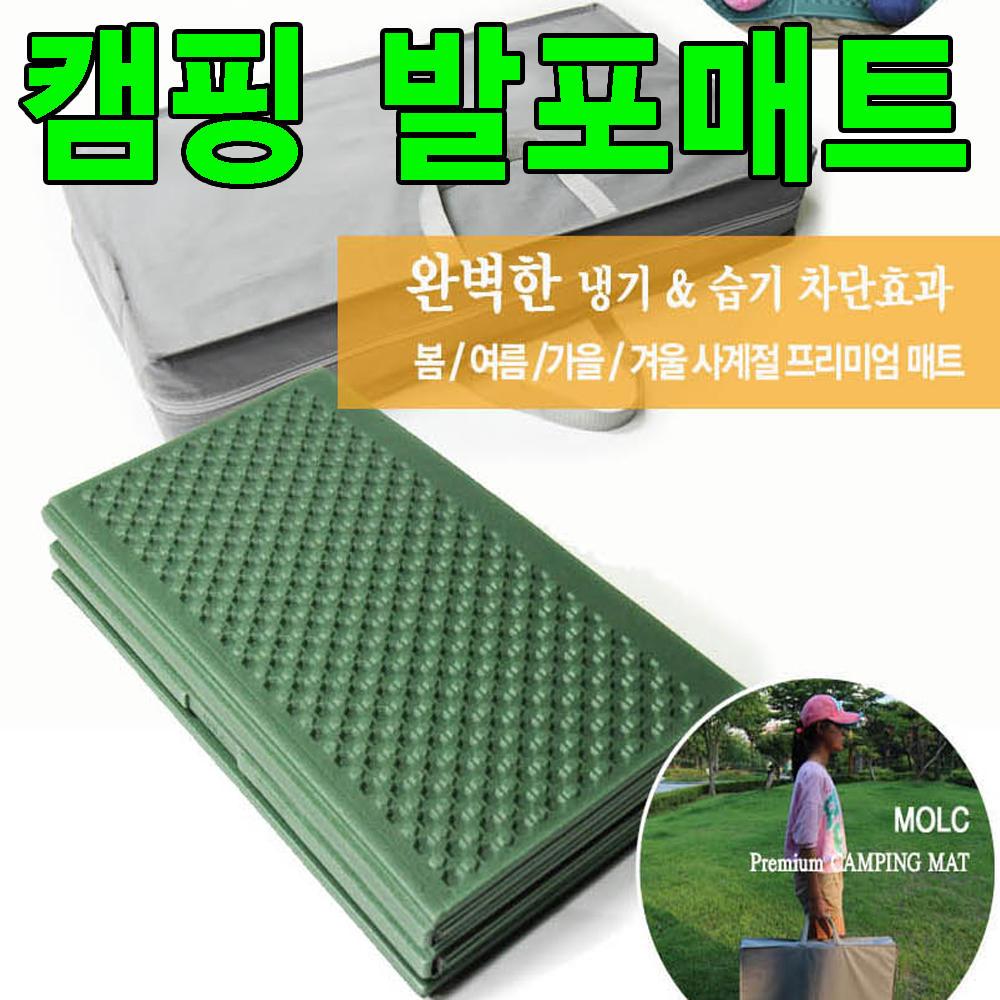 캠핑 발포매트
완벽한 냉기 & 습기 차단효과
봄 / 여름 /가을 / 겨울 사계절 프리미엄 매트
MOLC
Premium CAMPING MAT